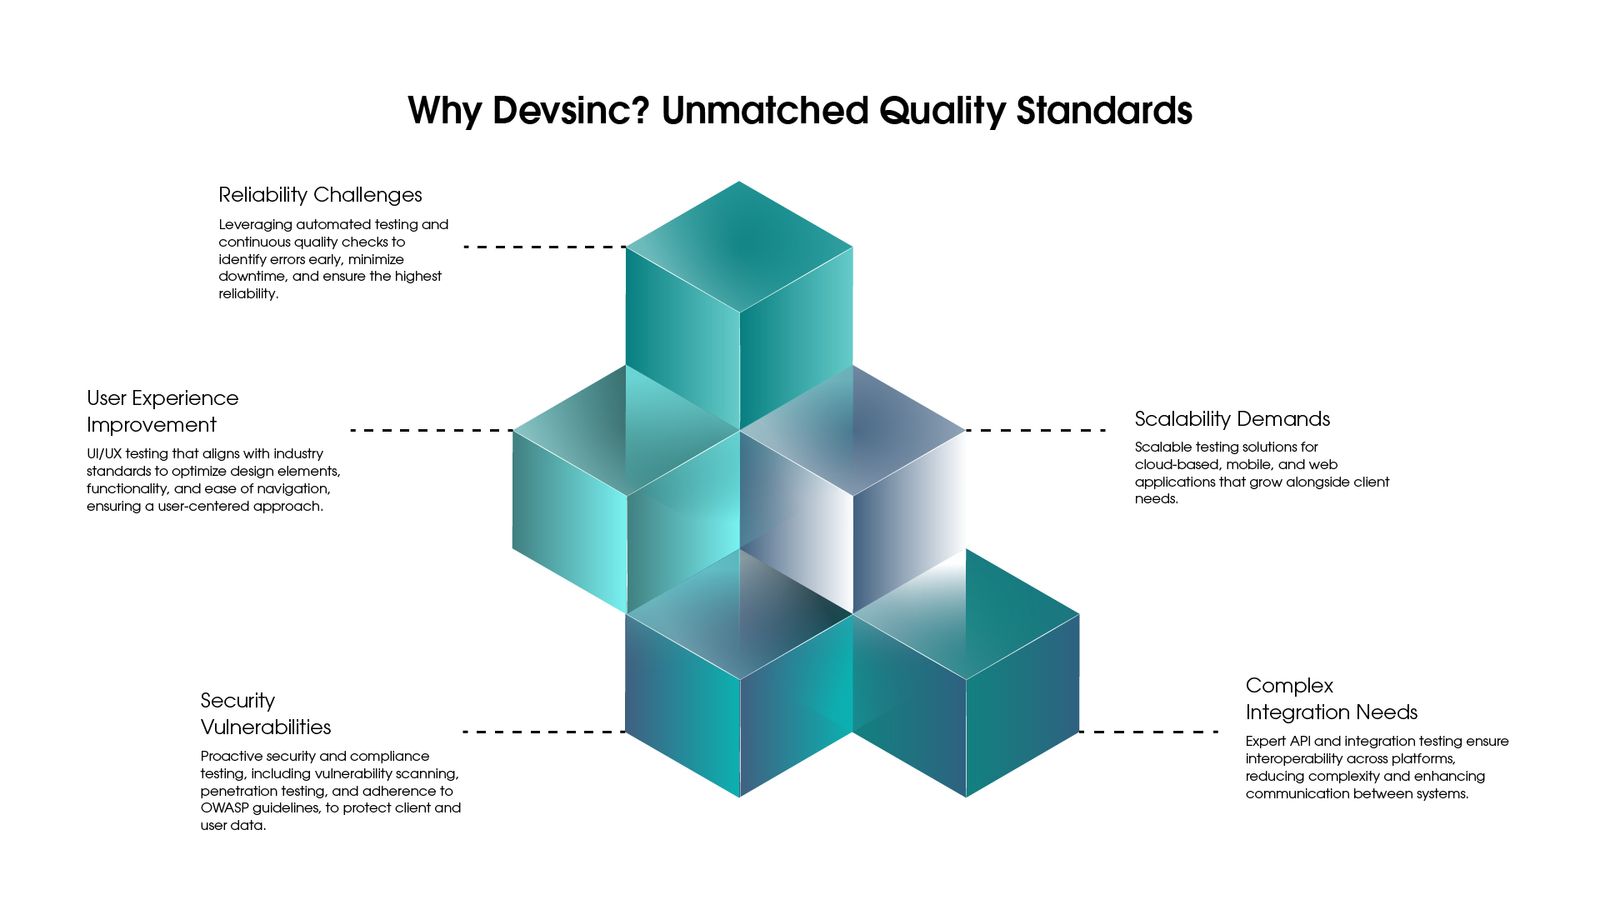 Why Devsinc? Unmatched Quality Standards
Reliability Challenges
Leveraging automated testing and
continuous quality checks to
identify errors early, minimize
downtime, and ensure the highest
reliability.
User Experience
Improvement
UI/UX testing that aligns with industry
standards to optimize design elements,
functionality, and ease of navigation,
ensuring a user-centered approach.
Scalability Demands
Scalable testing solutions for
cloud-based, mobile, and web
applications that grow alongside client
needs.
Security
Vulnerabilities
Proactive security and compliance
testing, including vulnerability scanning,
penetration testing, and adherence to
OWASP guidelines, to protect client and
user data.
Complex
Integration Needs
Expert API and integration testing ensure
interoperability across platforms,
reducing complexity and enhancing
communication between systems.